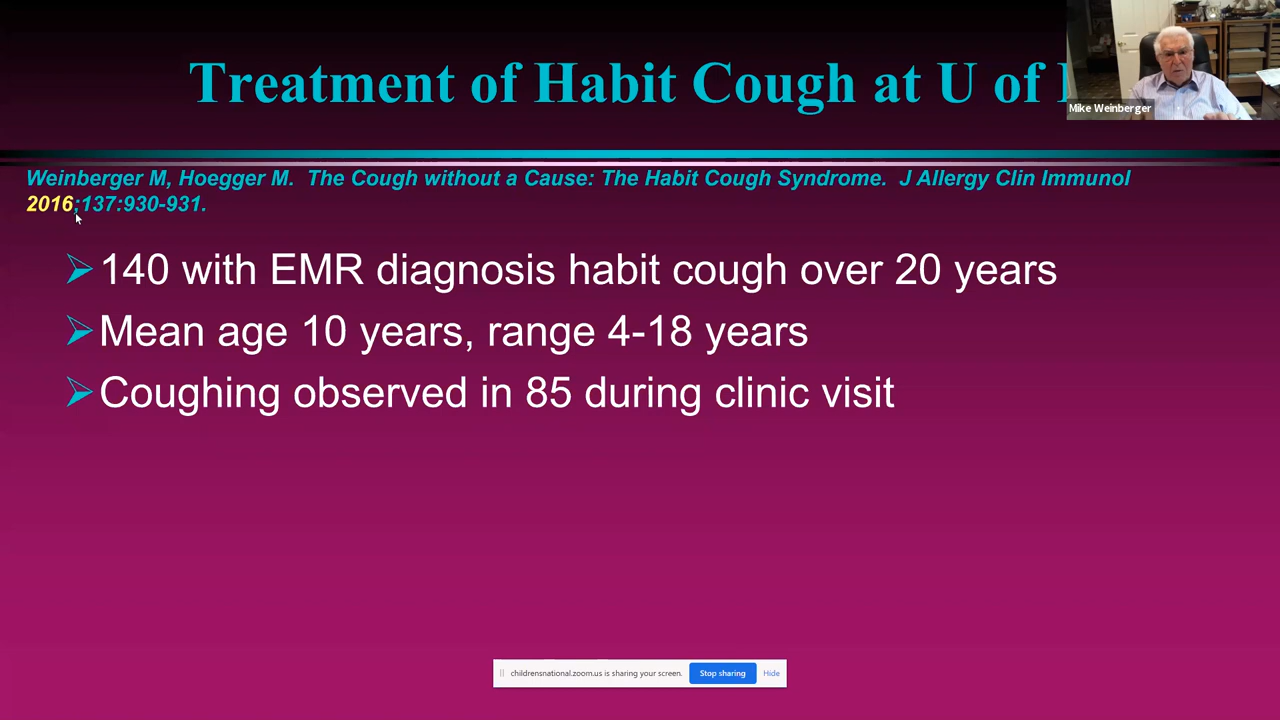 Treatment of Habit Cough at U of
Mike Weinberger
Weinberger M, Hoegger M. The Cough without a Cause: The Habit Cough Syndrome. J Allergy Clin Immunol
2016;137:930-931.
140 with EMR diagnosis habit cough over 20 years
Mean age 10 years, range 4-18 years
Coughing observed in 85 during clinic visit
childrensnational.zoom.us is sharing your screen. Stop sharing Hide